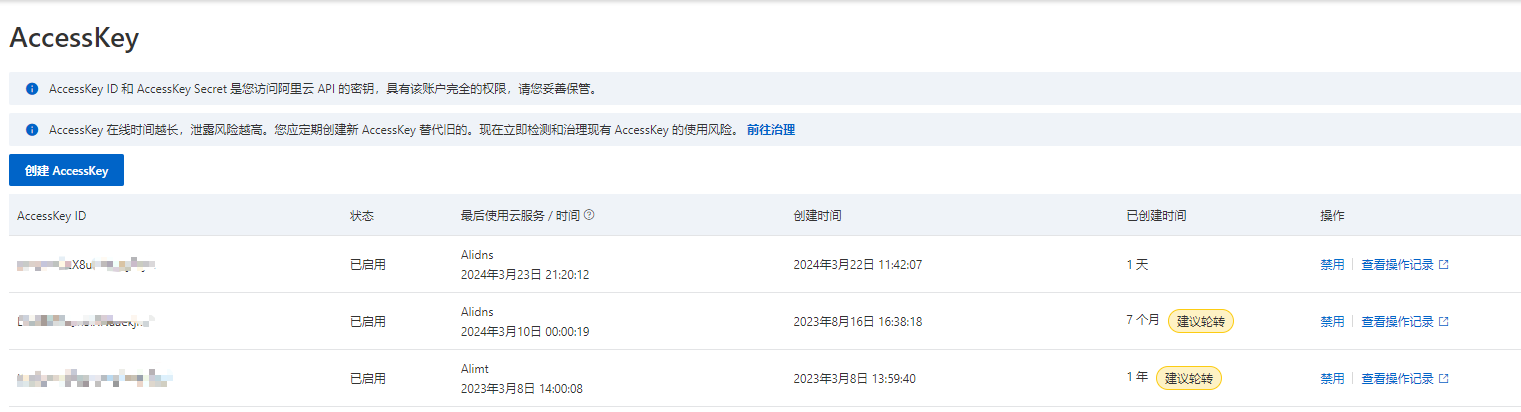 AccessKey
AccessKey ID 和 AccessKey Secret 是您访问阿里云 API 的密钥，具有该账户完全的权限，请您妥善保管。
AccessKey 在线时间越长，泄露风险越高。您应定期创建新 AccessKey 替代旧的。现在立即检测和治理现有 AccessKey 的使用风险。 前往治理
创建 AccessKey
AccessKey ID 状态 最后使用云服务 / 时间 创建时间 已创建时间 操作
已启用 Alidns 2024年3月22日 11:42:07 1 天 禁用 查看操作记录
2024年3月23日 21:20:12
已启用 Alidns 2023年8月16日 16:38:18 7 个月 建议轮转 禁用 查看操作记录
2024年3月10日 00:00:19
已启用 Alimt 2023年3月8日 13:59:40 1 年 建议轮转 禁用 查看操作记录
2023年3月8日 14:00:08